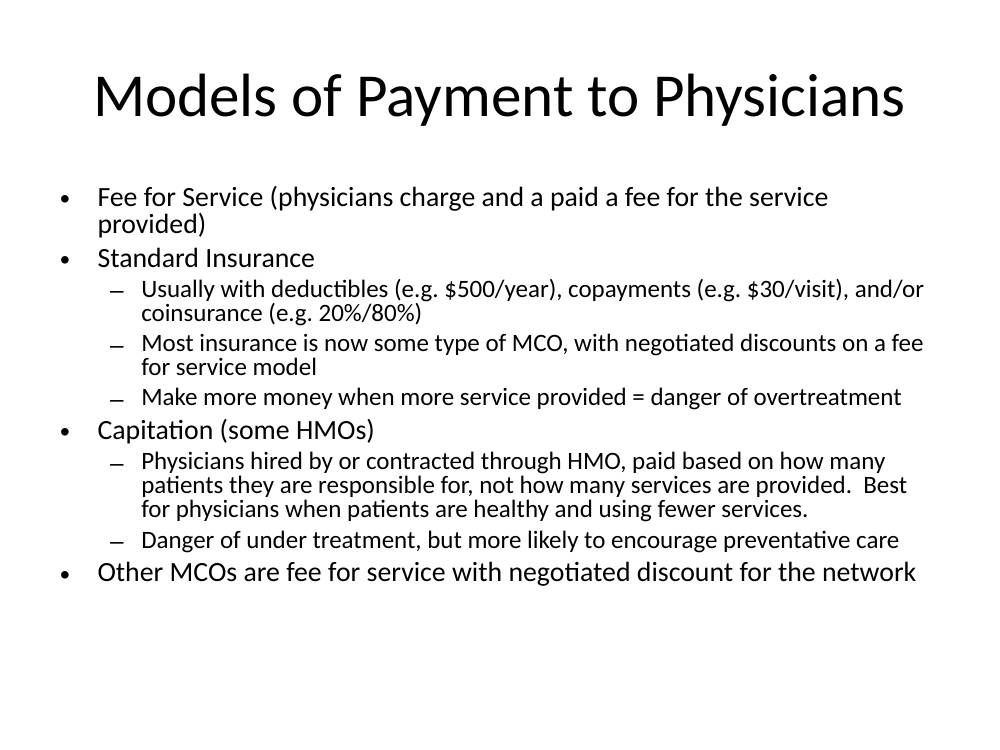 Models of Payment to Physicians
• Fee for Service (physicians charge and a paid a fee for the service
provided)
• Standard Insurance
– Usually with deductibles (e.g. $500/year), copayments (e.g. $30/visit), and/or
coinsurance (e.g. 20%/80%)
– Most insurance is now some type of MCO, with negotiated discounts on a fee
for service model
– Make more money when more service provided = danger of overtreatment
• Capitation (some HMOs)
– Physicians hired by or contracted through HMO, paid based on how many
patients they are responsible for, not how many services are provided.  Best
for physicians when patients are healthy and using fewer services.
– Danger of under treatment, but more likely to encourage preventative care
• Other MCOs are fee for service with negotiated discount for the network